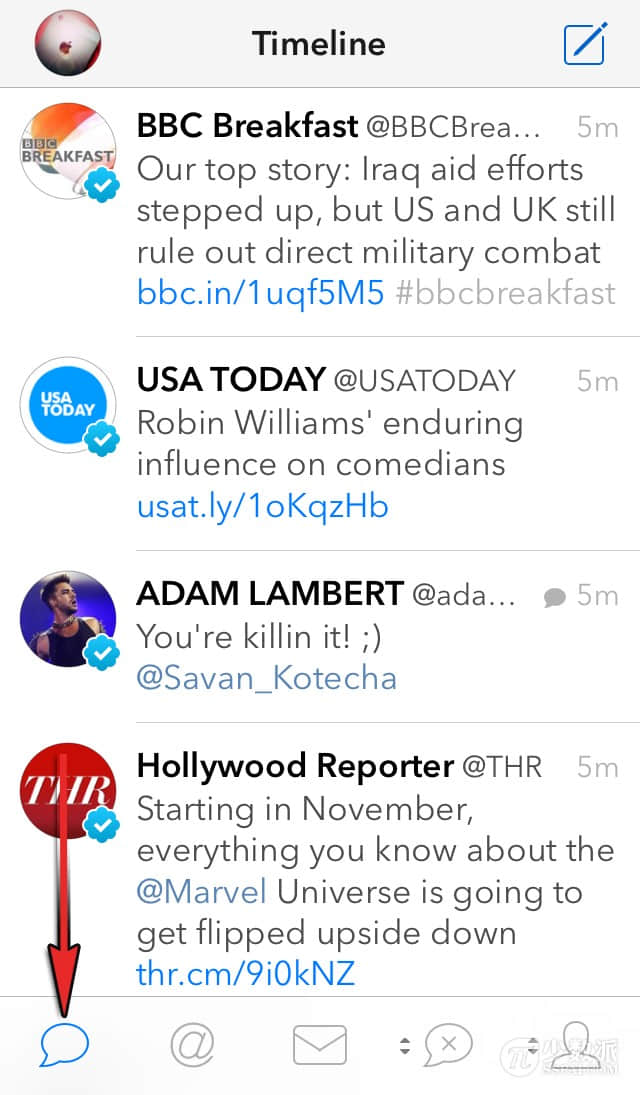 Timeline
BBC Breakfast @BBCBrea... 5m
BBC
BREAKFAST
Our top story: Iraq aid efforts
stepped up, but US and UK still
rule out direct military combat
bbc.in/1uqf5M5 #bbcbreakfast
USA TODAY @USATODAY 5m
USA
TODAY
Robin Williams' enduring
influence on comedians
usat.ly/1oKqzHb
ADAM LAMBERT @ada... 5m
You're killin it! ;)
@Savan_Kotecha
Hollywood Reporter @THR 5m
THR
Starting in November,
everything you know about the
@Marvel Universe is going to
get flipped upside down
thr.cm/9i0kNZ
@
π 少数派
SSPAI.COM